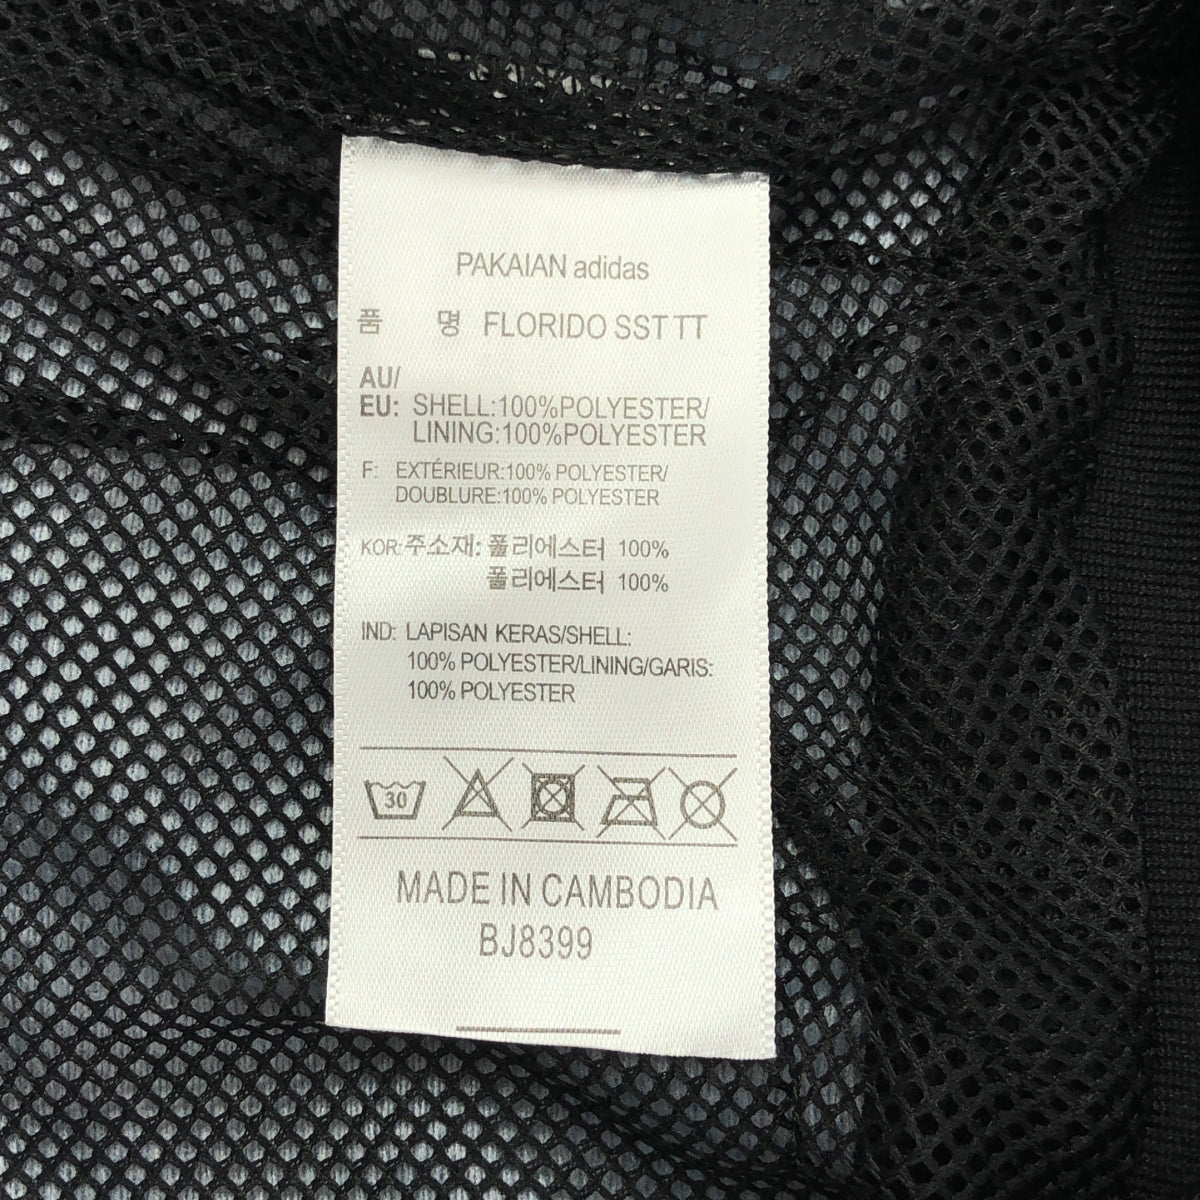 PAKAIAN adidas
품 명 FLORIDO SST TT
AU/
EU: SHELL:100%POLYESTER/
LINING:100%POLYESTER
F: EXTÉRIEUR:100% POLYESTER/
DOUBLURE:100% POLYESTER
KOR:주소재: 폴리에스터 100%
폴리에스터 100%
IND: LAPISAN KERAS/SHELL:
100% POLYESTER/LINING/GARIS:
100% POLYESTER
30
MADE IN CAMBODIA
BJ8399